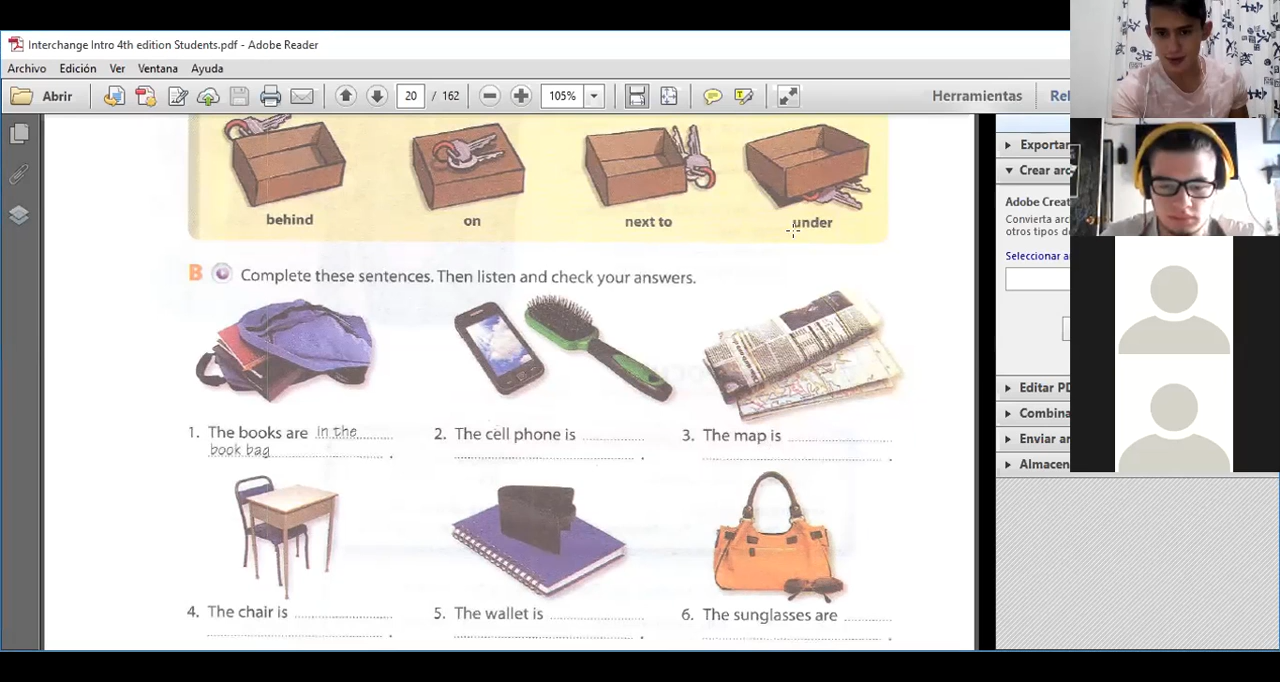 Interchange Intro 4th edition Students.pdf - Adobe Reader
Archivo Edición Ver Ventana Ayuda
Abrir 20 / 162 105% Herramientas
behind on next to under
B Complete these sentences. Then listen and check your answers.
1. The books are in the
book bag .
2. The cell phone is
.
3. The map is
.
4. The chair is
.
5. The wallet is
.
6. The sunglasses are
.
Exportar
Crear arc
Adobe Creat
Convierta arc
otros tipos de
Seleccionar a
Editar PD
Combina
Enviar ar
Almacen